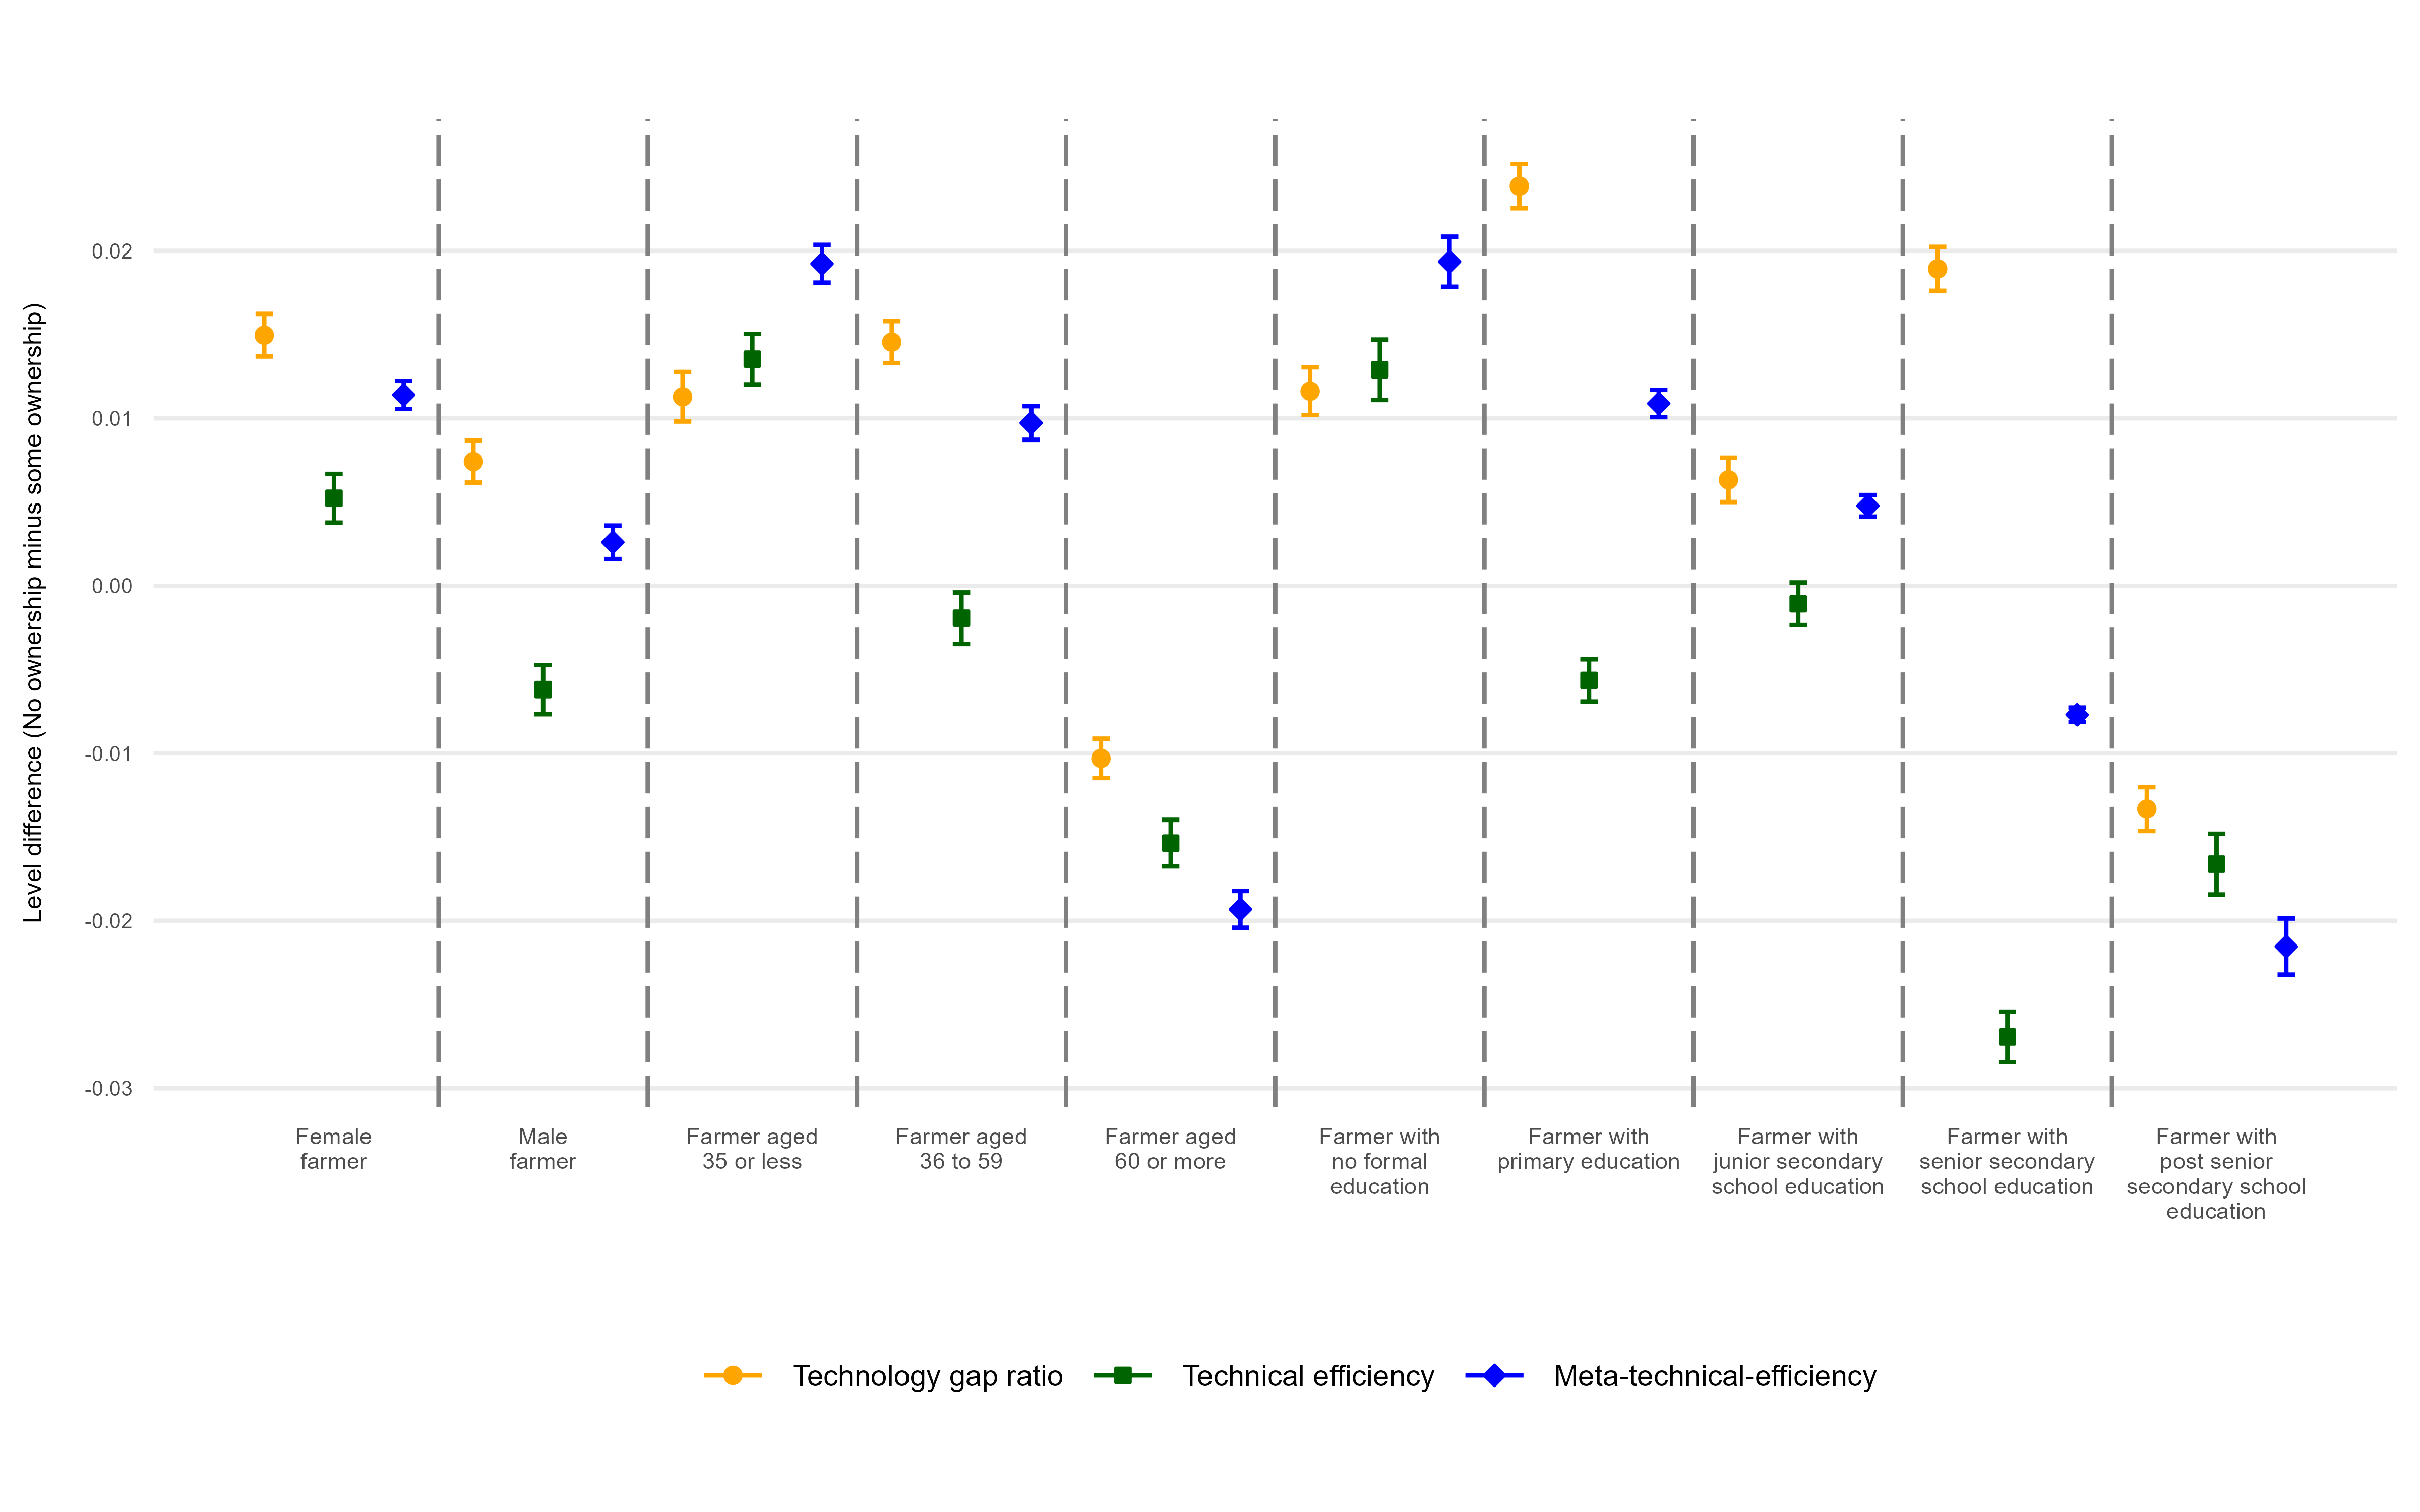 Level difference (No ownership minus some ownership)
0.02
0.01
0.00
-0.01
-0.02
-0.03
Female
farmer
Male
farmer
Farmer aged
35 or less
Farmer aged
36 to 59
Farmer aged
60 or more
Farmer with
no formal
education
Farmer with
primary education
Farmer with
junior secondary
school education
Farmer with
senior secondary
school education
Farmer with
post senior
secondary school
education
Technology gap ratio
Technical efficiency
Meta-technical-efficiency